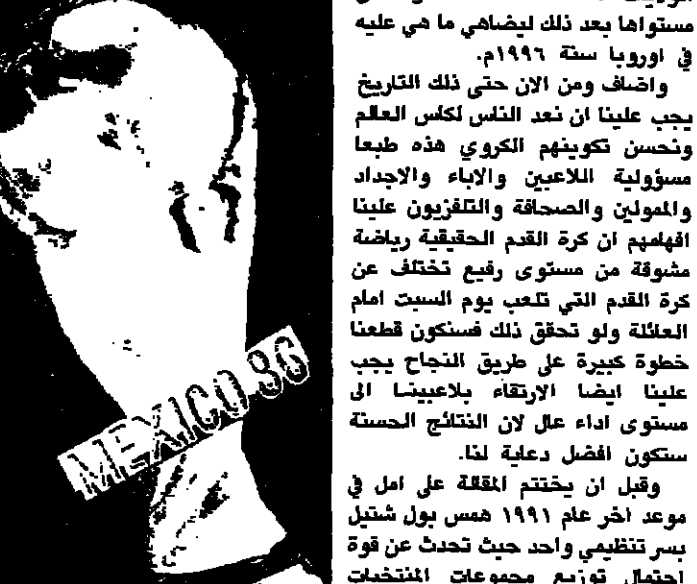 مستواها بعد ذلك ليضاهي ما هي عليه
في اوروبا سنة ١٩٩٦م.
واضاف ومن الان حتى ذلك التاريخ
يجب علينا ان نعد الناس لكاس العالم
ونحسن تكوينهم الكروي هذه طبعا
مسؤولية اللاعبين والاباء والاجداد
والممولين والصحافة والتلفزيون علينا
افهامهم ان كرة القدم الحقيقية رياضة
مشوقة من مستوى رفيع تختلف عن
كرة القدم التي تلعب يوم السبت امام
العائلة ولو تحقق ذلك فسنكون قطعنا
خطوة كبيرة على طريق النجاح يجب
علينا ايضا الارتقاء بلاعبينا الى
مستوى اداء عال لان النتائج الحسنة
ستكون افضل دعاية لنا.
وقبل ان يختتم المقالة على امل في
موعد اخر عام ١٩٩١ همس بول شتيل
بسر تنظيمي واحد حيث تحدث عن قوة
احتمال توزيع مجموعات المنتخبات
MEXICO 86